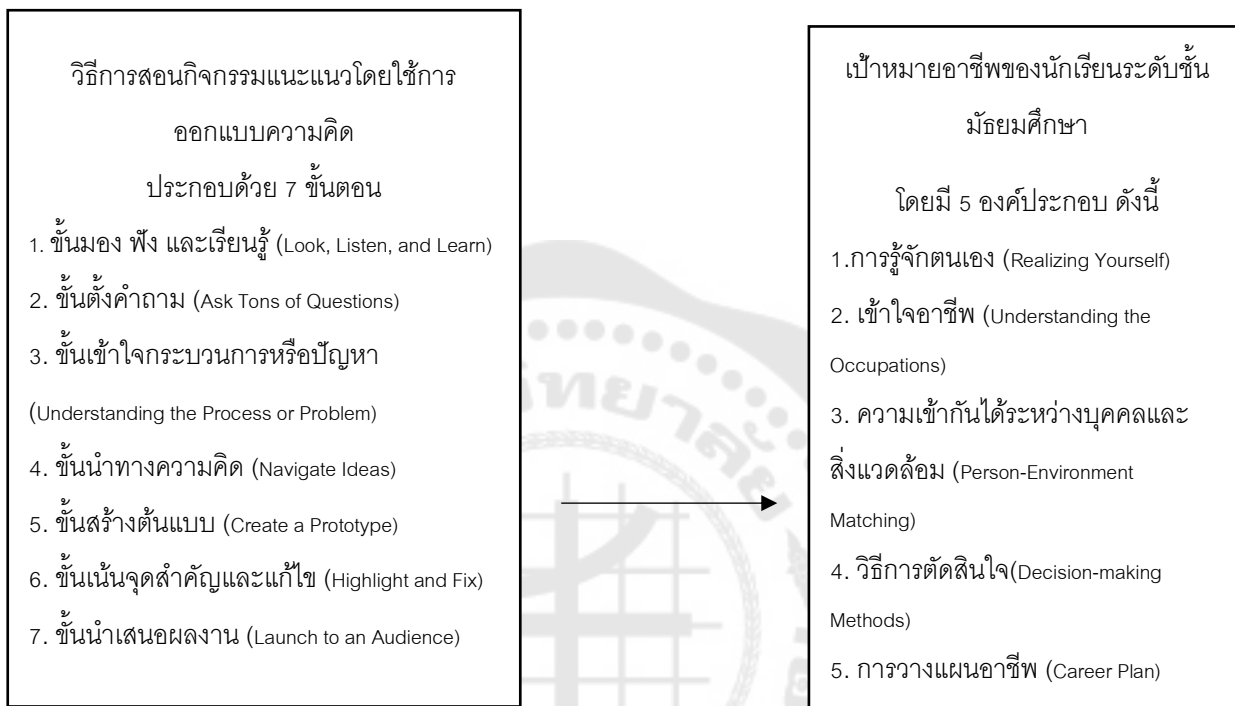 วิธีการสอนกิจกรรมแนะแนวโดยใช้การ
ออกแบบความคิด
ประกอบด้วย 7 ขั้นตอน
1. ขั้นมอง ฟัง และเรียนรู้ (Look, Listen, and Learn)
2. ขั้นตั้งคำถาม (Ask Tons of Questions)
3. ขั้นเข้าใจกระบวนการหรือปัญหา
(Understanding the Process or Problem)
4. ขั้นนำทางความคิด (Navigate Ideas)
5. ขั้นสร้างต้นแบบ (Create a Prototype)
6. ขั้นเน้นจุดสำคัญและแก้ไข (Highlight and Fix)
7. ขั้นนำเสนอผลงาน (Launch to an Audience)
เป้าหมายอาชีพของนักเรียนระดับชั้น
มัธยมศึกษา
โดยมี 5 องค์ประกอบ ดังนี้
1.การรู้จักตนเอง (Realizing Yourself)
2. เข้าใจอาชีพ (Understanding the
Occupations)
3. ความเข้ากันได้ระหว่างบุคคลและ
สิ่งแวดล้อม (Person-Environment
Matching)
4. วิธีการตัดสินใจ(Decision-making
Methods)
5. การวางแผนอาชีพ (Career Plan)